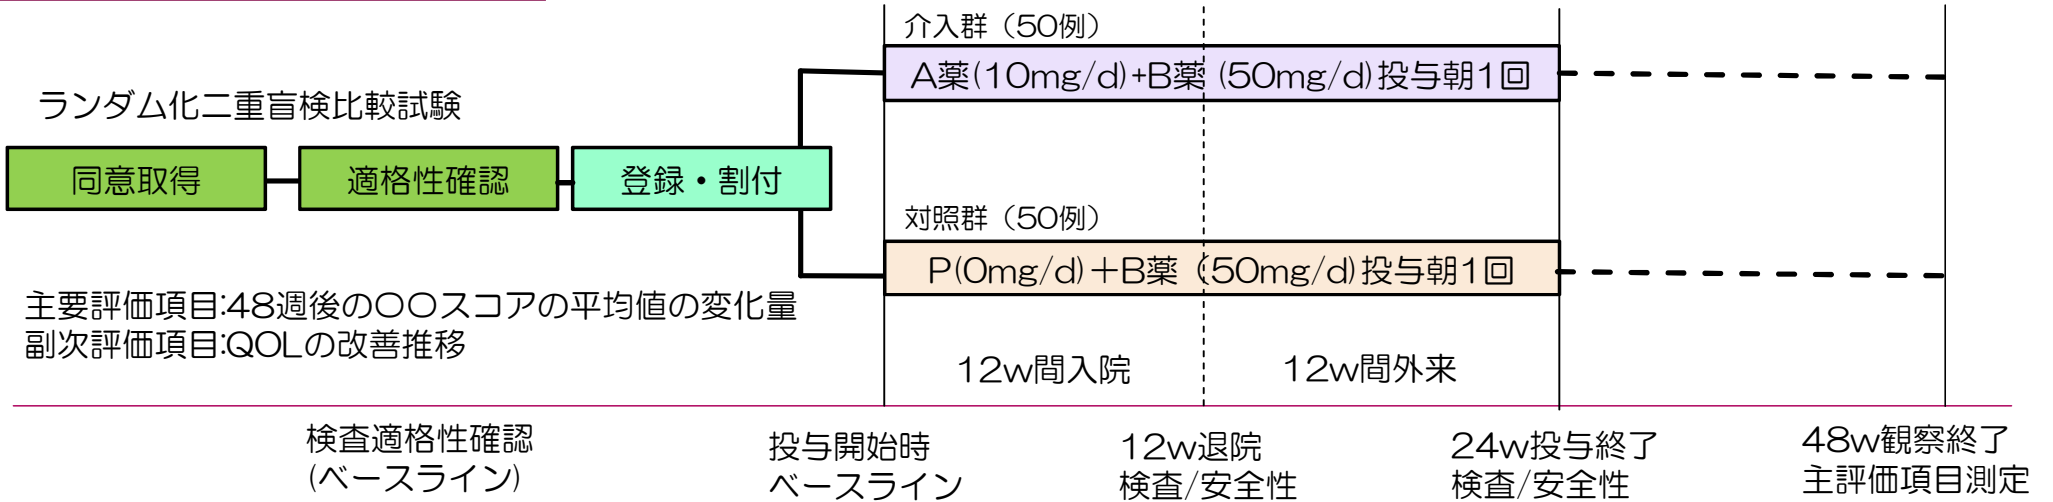 介入群（50例）
A薬(10mg/d)+B薬 (50mg/d)投与朝1回
ランダム化二重盲検比較試験
同意取得
適格性確認
登録・割付
対照群（50例）
P(0mg/d)＋B薬（50mg/d)投与朝1回
主要評価項目:48週後の〇〇スコアの平均値の変化量
副次評価項目:QOLの改善推移
12w間入院
12w間外来
検査適格性確認
(ベースライン)
投与開始時
ベースライン
12w退院
検査/安全性
24w投与終了
検査/安全性
48w観察終了
主評価項目測定